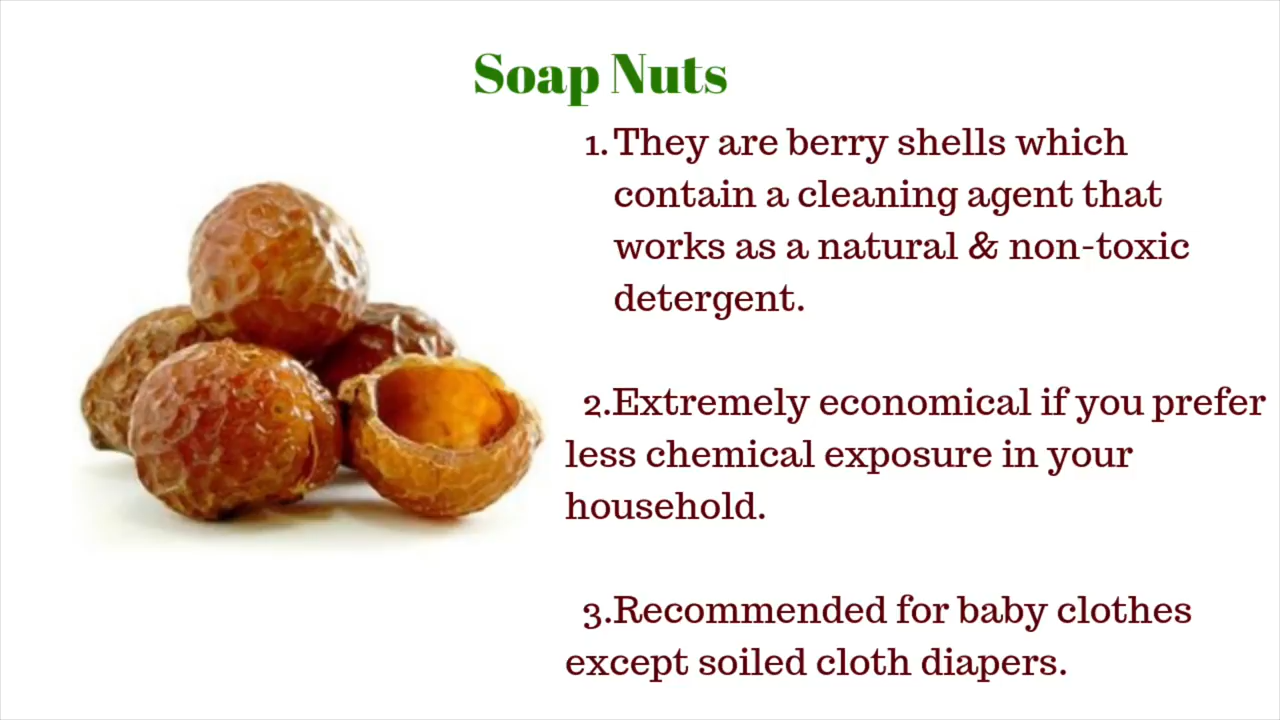 Soap Nuts
1. They are berry shells which
contain a cleaning agent that
works as a natural & non-toxic
detergent.
2.Extremely economical if you prefer
less chemical exposure in your
household.
3.Recommended for baby clothes
except soiled cloth diapers.